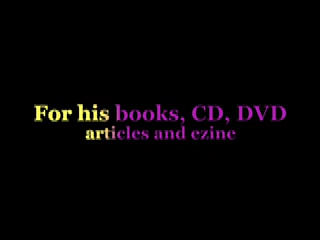 For his books, CD, DVD
articles and ezine